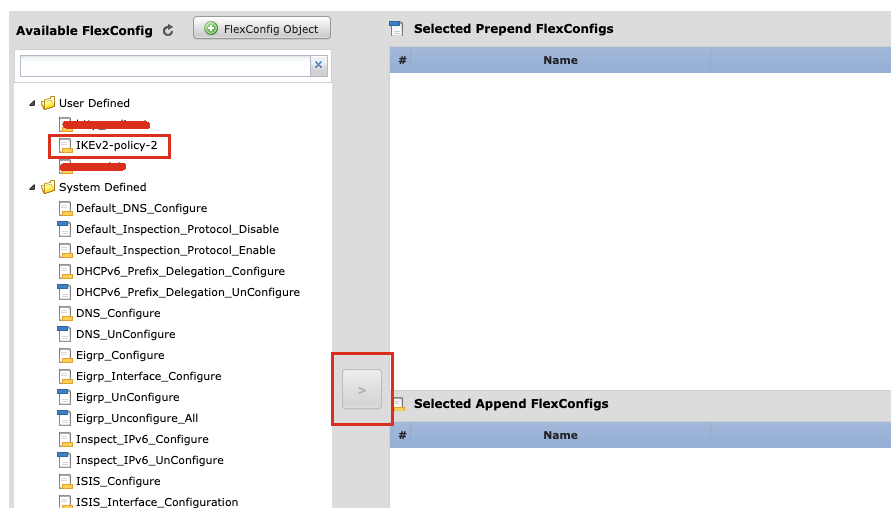 Available FlexConfig
FlexConfig Object
User Defined
IKEv2-policy-2
System Defined
Default_DNS_Configure
Default_Inspection_Protocol_Disable
Default_Inspection_Protocol_Enable
DHCPv6_Prefix_Delegation_Configure
DHCPv6_Prefix_Delegation_UnConfigure
DNS_Configure
DNS_UnConfigure
Eigrp_Configure
Eigrp_Interface_Configure
Eigrp_UnConfigure
Eigrp_Unconfigure_All
Inspect_IPv6_Configure
Inspect_IPv6_UnConfigure
ISIS_Configure
ISIS_Interface_Configuration
>
Selected Prepend FlexConfigs
# Name
Selected Append FlexConfigs
# Name